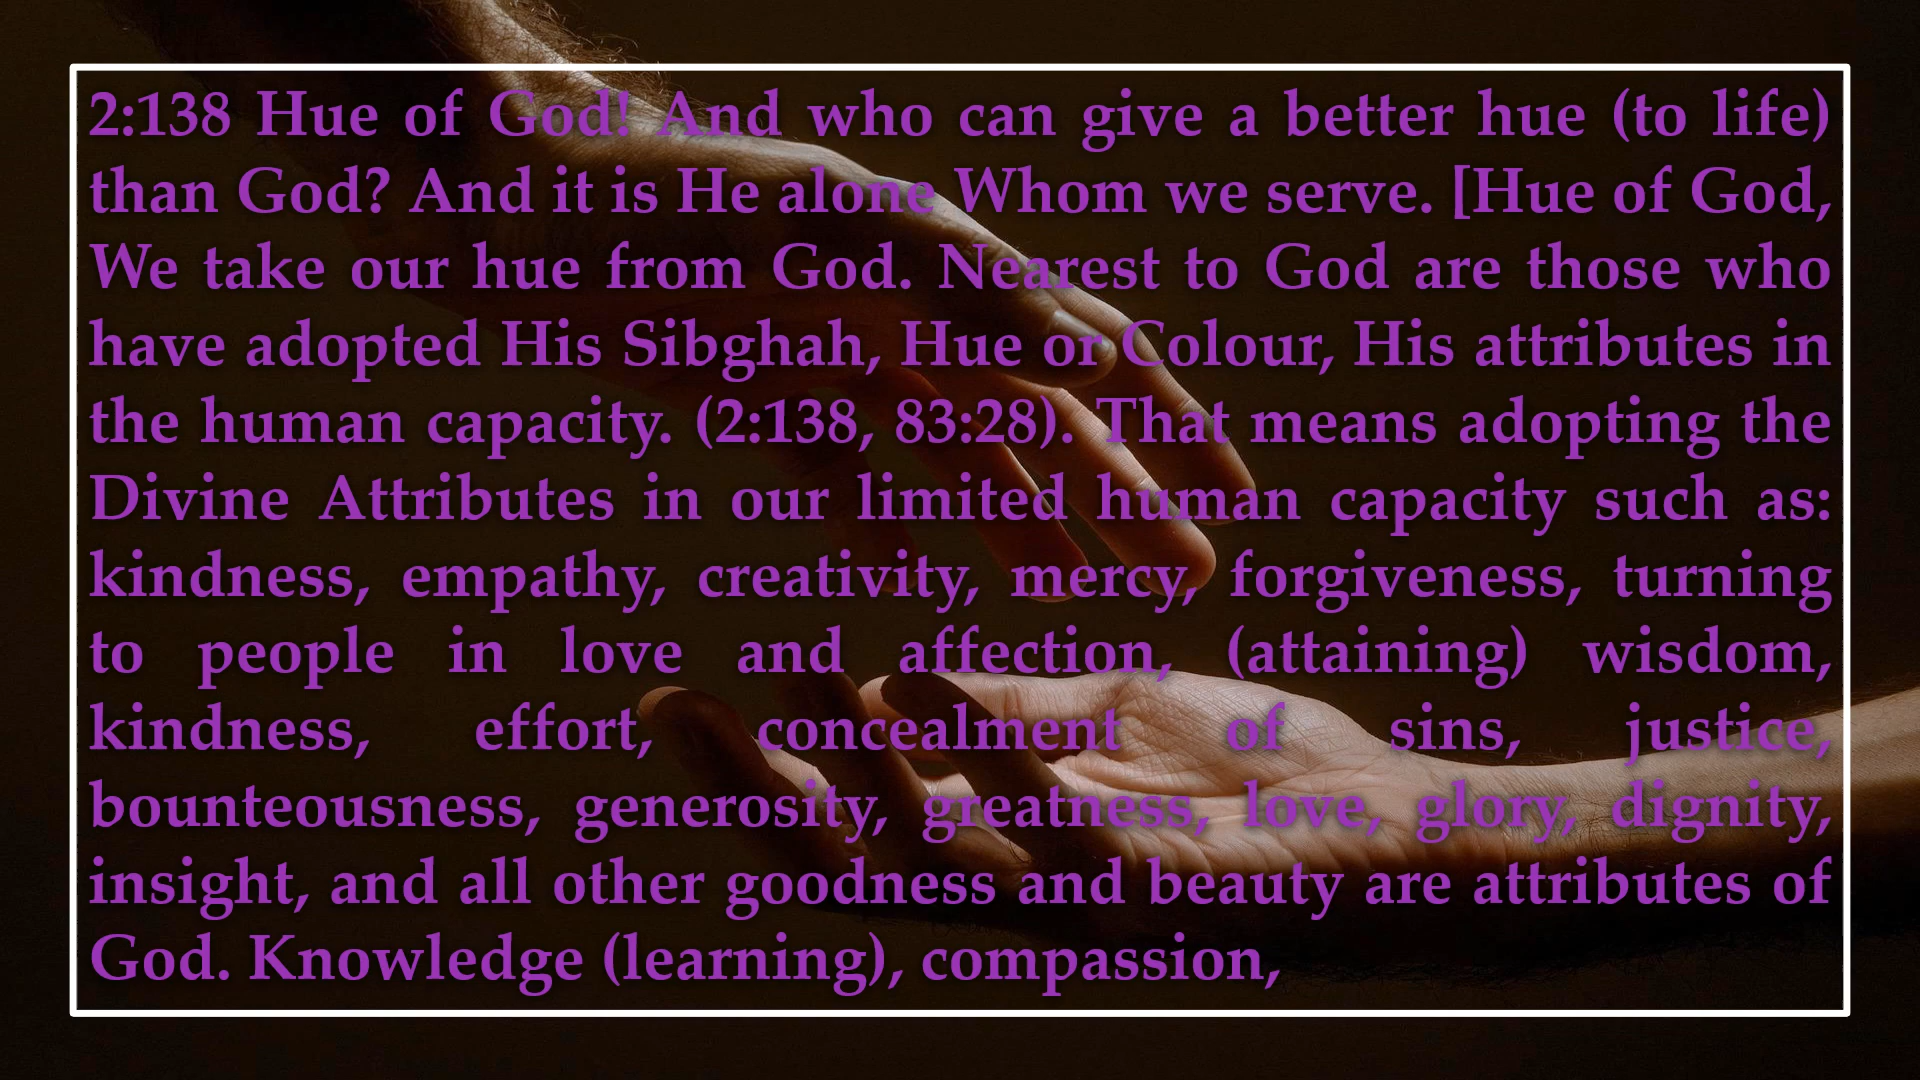 2:138 Hue of God! And who can give a better hue (to life)
than God? And it is He alone Whom we serve. [Hue of God,
We take our hue from God. Nearest to God are those who
have adopted His Sibghah, Hue or Colour, His attributes in
the human capacity. (2:138, 83:28). That means adopting the
Divine Attributes in our limited human capacity such as:
kindness, empathy, creativity, mercy, forgiveness, turning
to people in love and affection, (attaining) wisdom,
kindness, effort, concealment of sins, justice,
bounteousness, generosity, greatness, love, glory, dignity,
insight, and all other goodness and beauty are attributes of
God. Knowledge (learning), compassion,